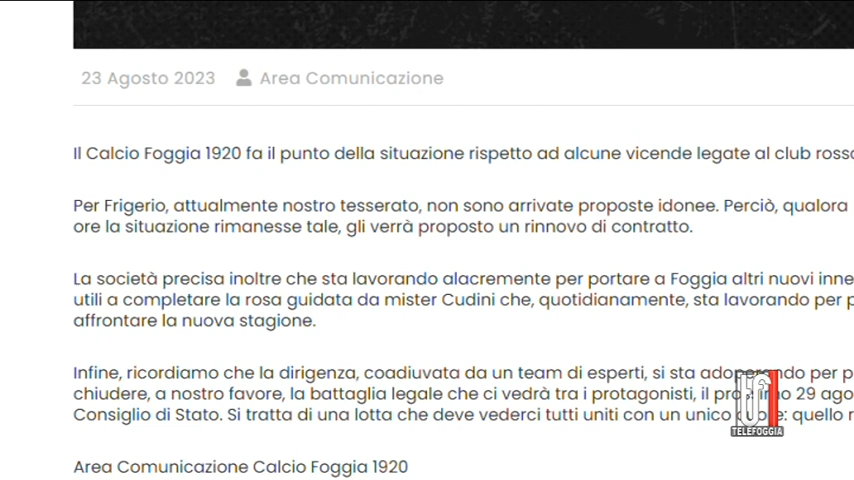 23 Agosto 2023 Area Comunicazione
Il Calcio Foggia 1920 fa il punto della situazione rispetto ad alcune vicende legate al club
Per Frigerio, attualmente nostro tesserato, non sono arrivate proposte idonee. Perciò, qualora
ore la situazione rimanesse tale, gli verrà proposto un rinnovo di contratto.
La società precisa inoltre che sta lavorando alacremente per portare a Foggia altri nuovi
utili a completare la rosa guidata da mister Cudini che, quotidianamente, sta lavorando per
affrontare la nuova stagione.
Infine, ricordiamo che la dirigenza, coadiuvata da un team di esperti, si sta adoperando per
chiudere, a nostro favore, la battaglia legale che ci vedrà tra i protagonisti, il prossimo 29
Consiglio di Stato. Si tratta di una lotta che deve vederci tutti uniti con un unico cuore: quello
TELEFOGGIA
Area Comunicazione Calcio Foggia 1920